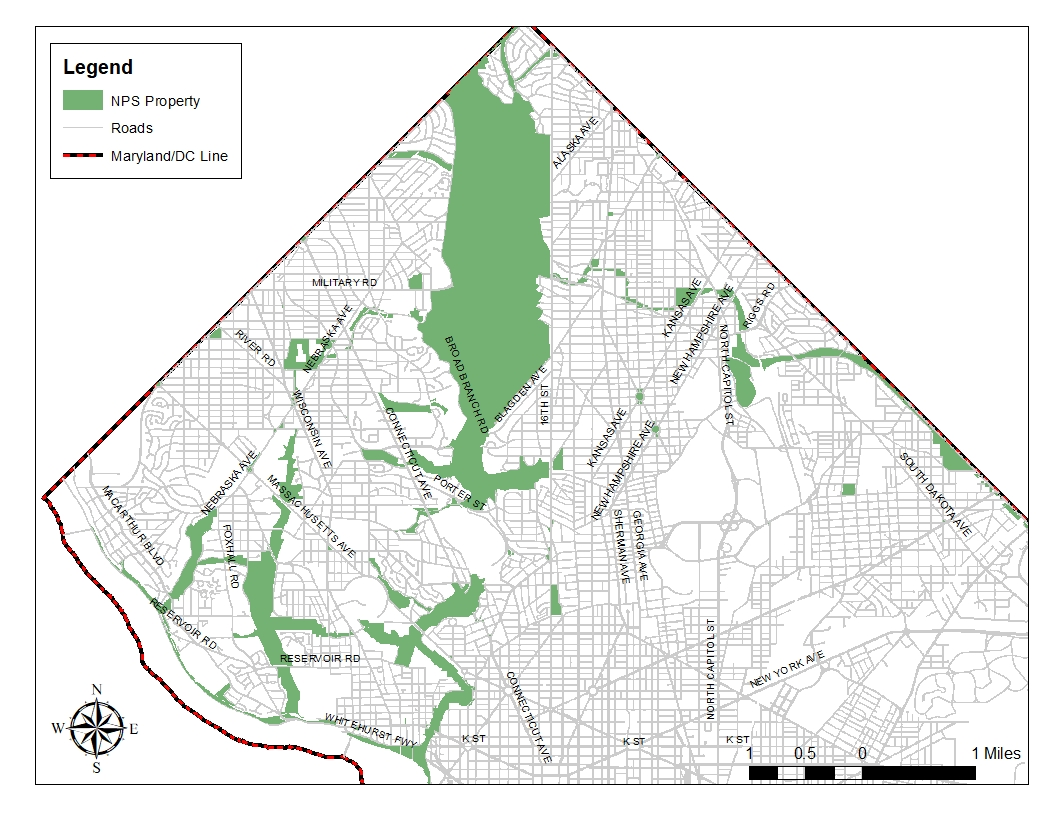 Legend
NPS Property
Roads
Maryland/DC Line
ALASKA AVE
MILITARY RD
KANSAS AVE
NEW HAMPSHIRE AVE
RIGGS RD
RIVER RD
NEBRASKA AVE
BROAD BRANCH RD
BLAGDEN AVE
16TH ST
NORTH CAPITOL ST
WISCONSIN AVE
CONNECTICUT AVE
KANSAS AVE
NEW HAMPSHIRE AVE
SOUTH DAKOTA AVE
NEBRASKA AVE
MASSACHUSETTS AVE
PORTER ST
MACARTHUR BLVD
FOXHALL RD
SHERMAN AVE
GEORGIA AVE
RESERVOIR RD
RESERVOIR RD
NORTH CAPITOL ST
NEW YORK AVE
CONNECTICUT AVE
WHITEHURST FWY
K ST
K ST
K ST
N
W E
S
1 0.5 0 1 Miles